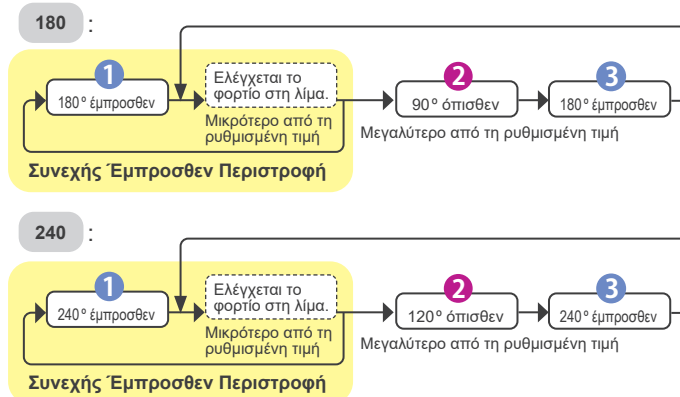 180 :
1
180° έμπροσθεν
Ελέγχεται το
φορτίο στη λίμα.
Μικρότερο από τη
ρυθμισμένη τιμή
2
90° όπισθεν
3
180° έμπροσθεν
Μεγαλύτερο από τη ρυθμισμένη τιμή
Συνεχής Έμπροσθεν Περιστροφή
240 :
1
240° έμπροσθεν
Ελέγχεται το
φορτίο στη λίμα.
Μικρότερο από τη
ρυθμισμένη τιμή
2
120° όπισθεν
3
240° έμπροσθεν
Μεγαλύτερο από τη ρυθμισμένη τιμή
Συνεχής Έμπροσθεν Περιστροφή